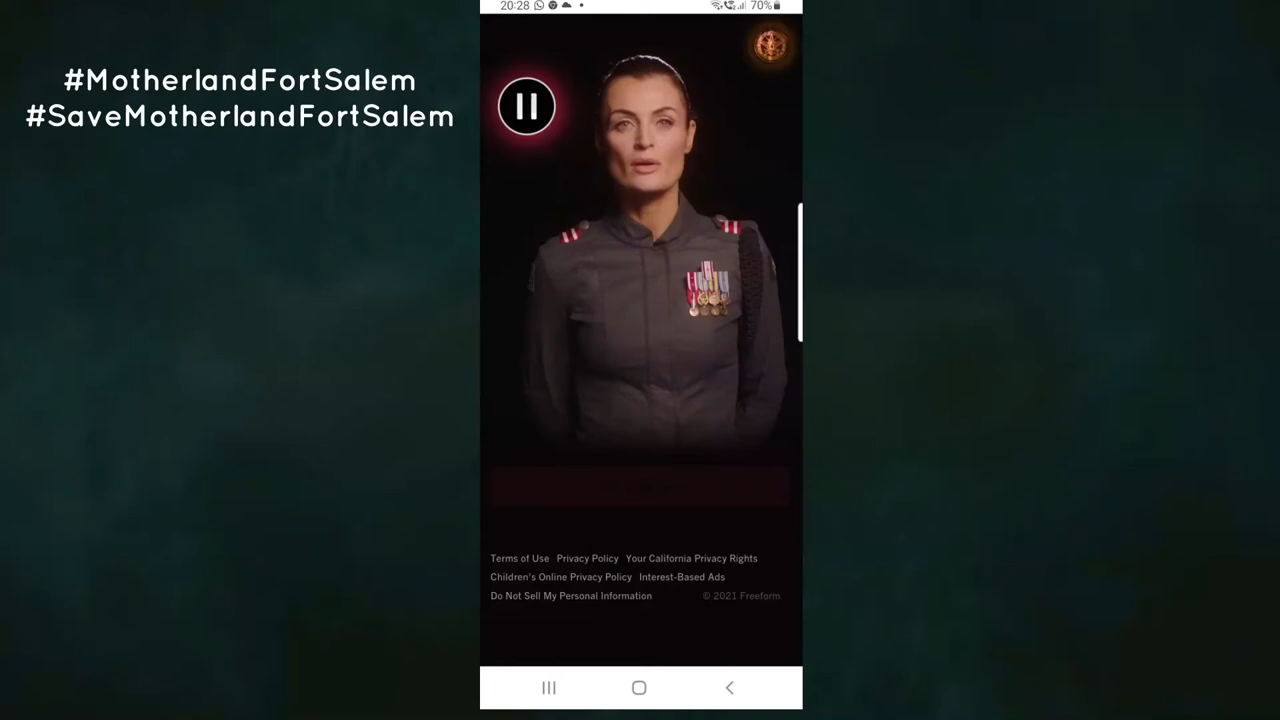 20:28
70%
#MotherlandFortSalem
#SaveMotherlandFortSalem
Terms of Use Privacy Policy Your California Privacy Rights
Children's Online Privacy Policy Interest-Based Ads
Do Not Sell My Personal Information © 2021 Freeform